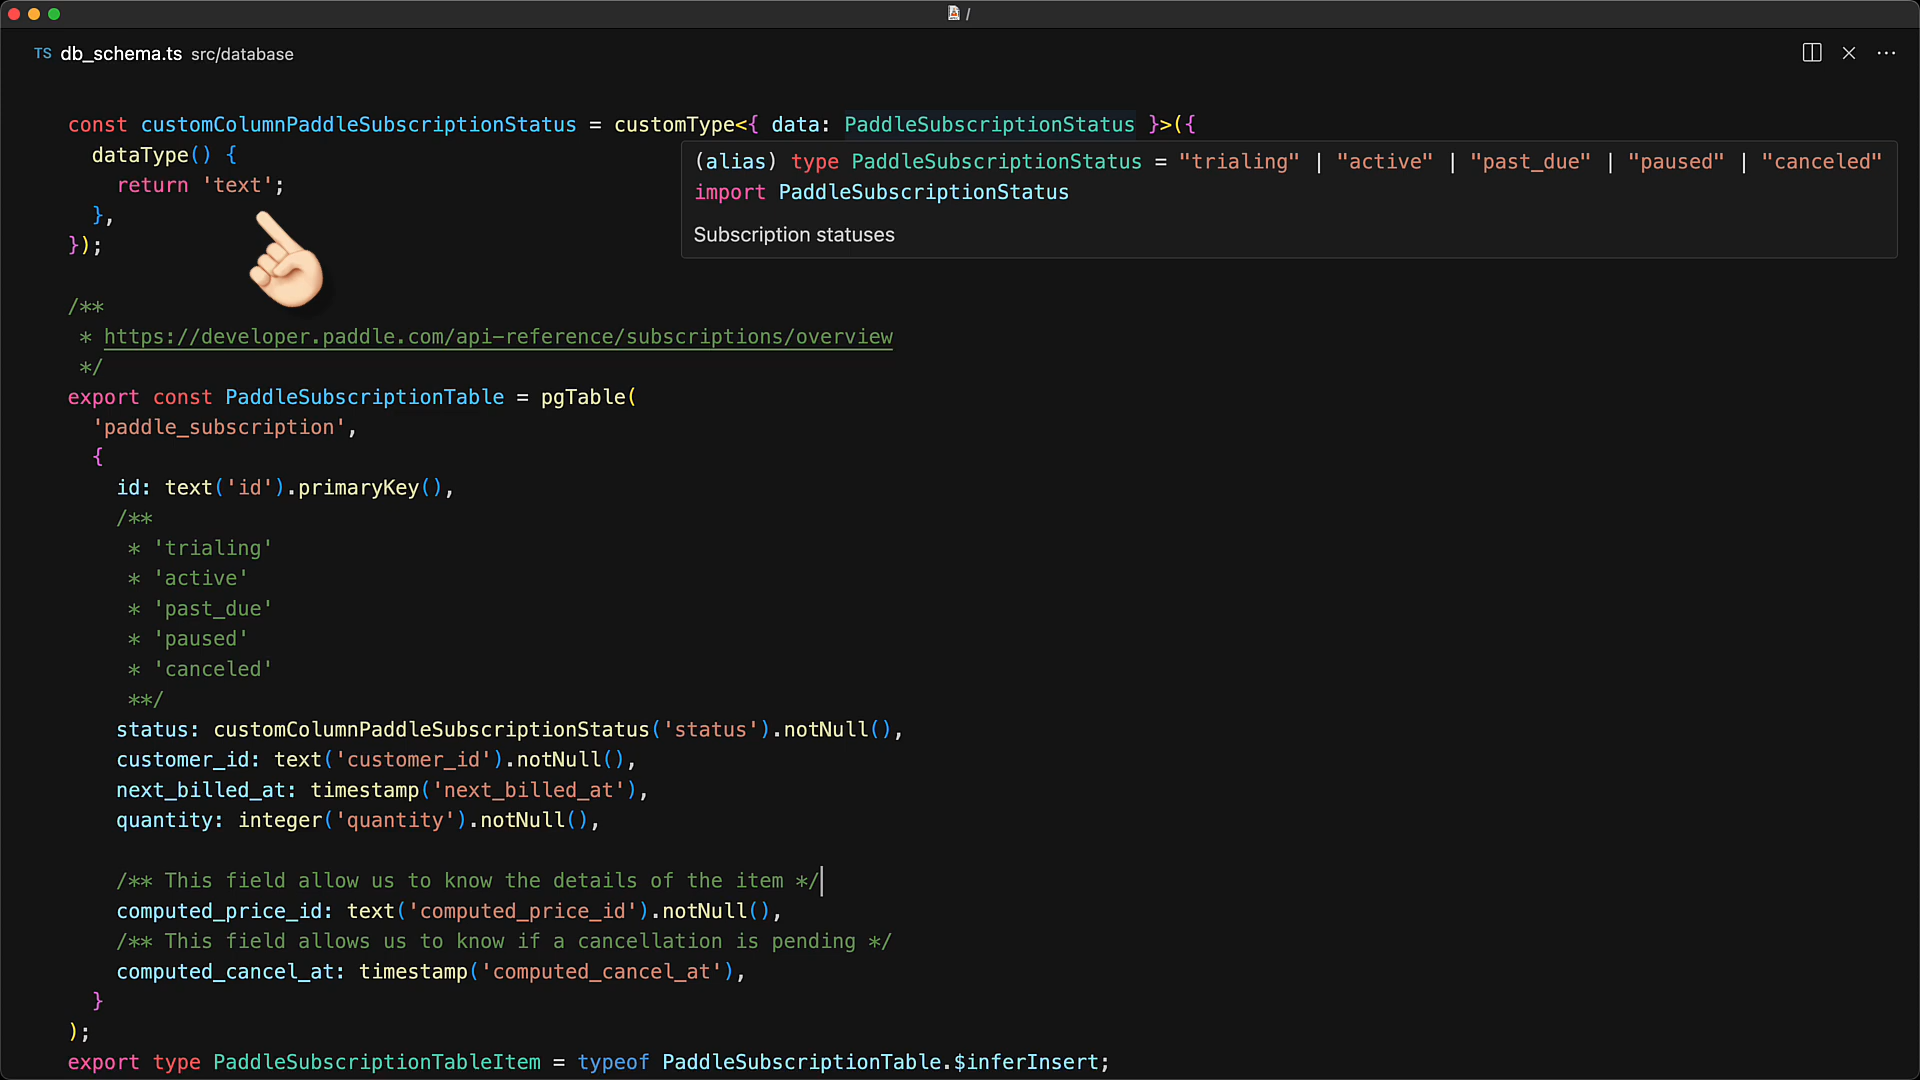 /
TS db_schema.ts src/database
const customColumnPaddleSubscriptionStatus = customType<{ data: PaddleSubscriptionStatus }>({
  dataType() {
    return 'text';
  },
});
(alias) type PaddleSubscriptionStatus = "trialing" | "active" | "past_due" | "paused" | "canceled"
import PaddleSubscriptionStatus
Subscription statuses
/**
 * https://developer.paddle.com/api-reference/subscriptions/overview
 */
export const PaddleSubscriptionTable = pgTable(
  'paddle_subscription',
  {
    id: text('id').primaryKey(),
    /**
     * 'trialing'
     * 'active'
     * 'past_due'
     * 'paused'
     * 'canceled'
     **/
    status: customColumnPaddleSubscriptionStatus('status').notNull(),
    customer_id: text('customer_id').notNull(),
    next_billed_at: timestamp('next_billed_at'),
    quantity: integer('quantity').notNull(),
    /** This field allow us to know the details of the item */
    computed_price_id: text('computed_price_id').notNull(),
    /** This field allows us to know if a cancellation is pending */
    computed_cancel_at: timestamp('computed_cancel_at'),
  }
);
export type PaddleSubscriptionTableItem = typeof PaddleSubscriptionTable.$inferInsert;